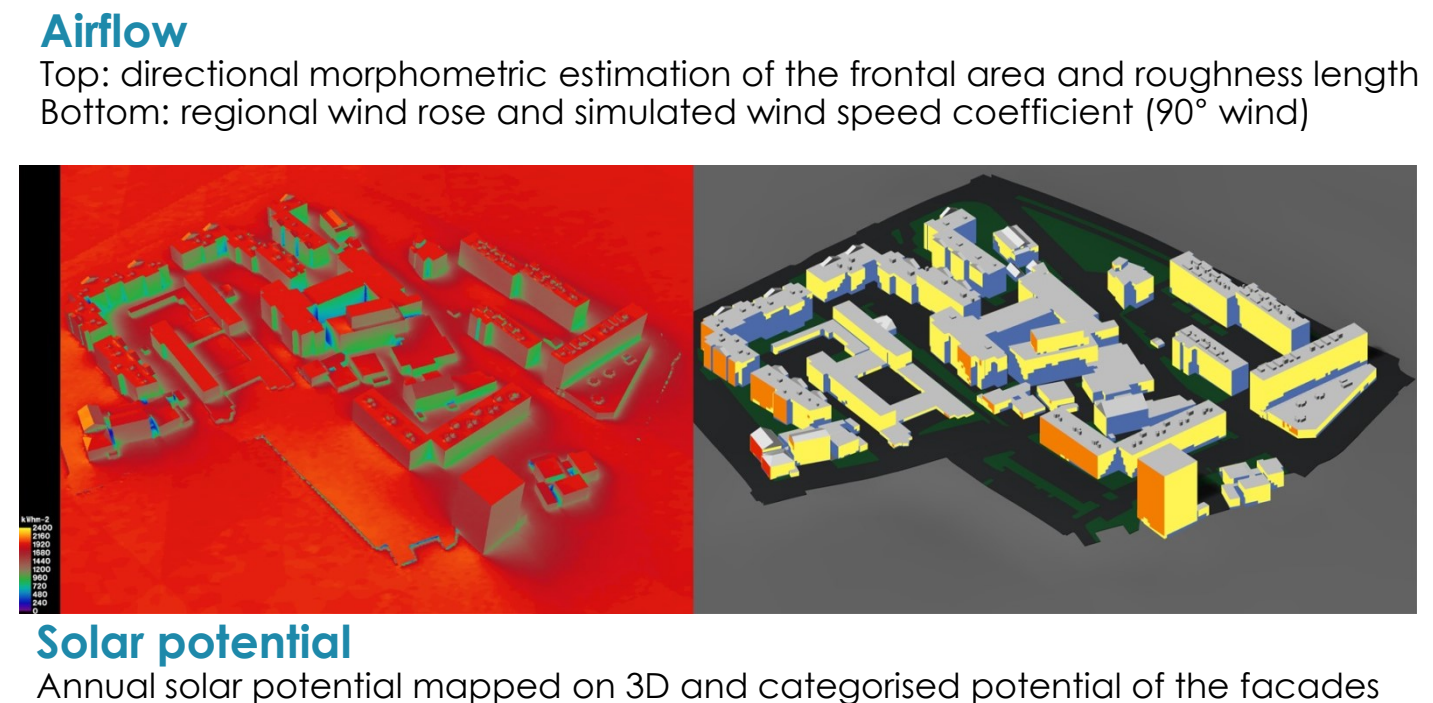 Airflow
Top: directional morphometric estimation of the frontal area and roughness length
Bottom: regional wind rose and simulated wind speed coefficient (90° wind)
kWhm-2
2400
2160
1920
1680
1440
1200
960
720
480
240
0
Solar potential
Annual solar potential mapped on 3D and categorised potential of the facades